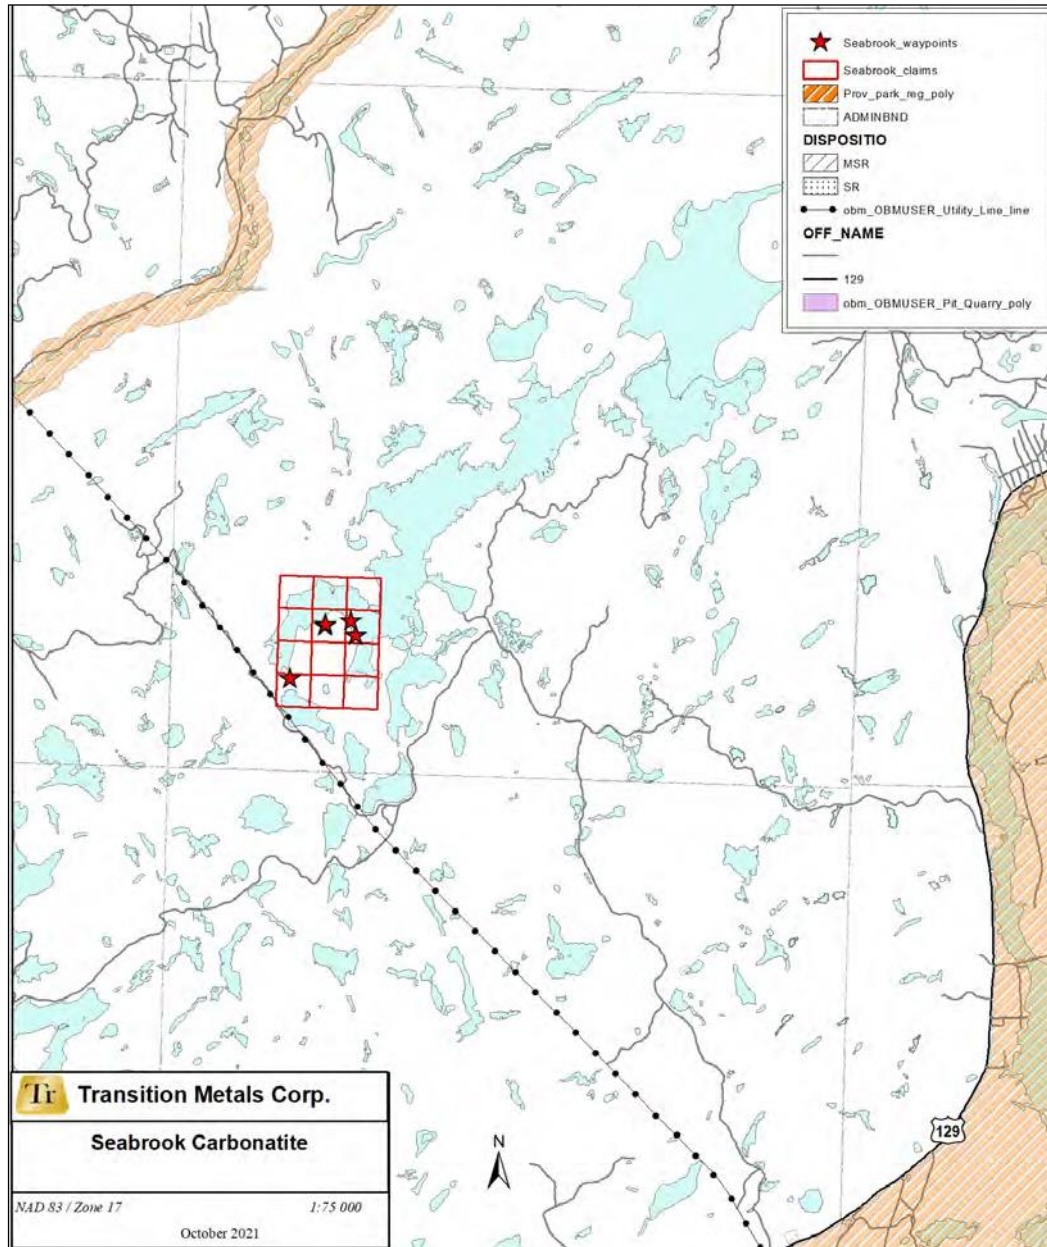 Seabrook_waypoints
Seabrook_claims
Prov_park_reg_poly
ADMINBND
DISPOSITIO
MSR
SR
obm_OBMUSER_Utility_Line_line
OFF_NAME
129
obm_OBMUSER_Pit_Quarry_poly
129
N
Tr Transition Metals Corp.
Seabrook Carbonatite
NAD 83 / Zone 17 1:75 000
October 2021